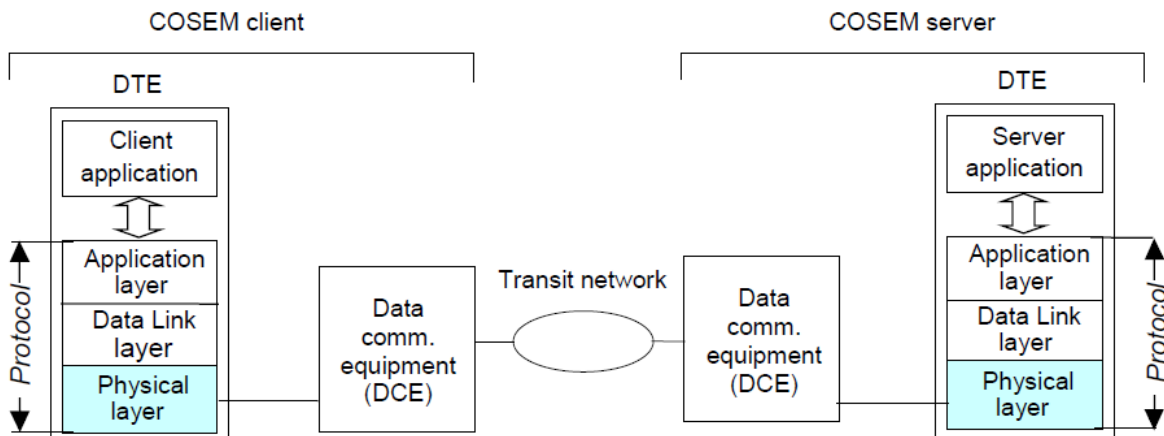 COSEM client
COSEM server
DTE
DTE
Client
application
Server
application
Protocol
Application
layer
Data Link
layer
Physical
layer
Data
comm.
equipment
(DCE)
Transit network
Data
comm.
equipment
(DCE)
Application
layer
Data Link
layer
Physical
layer
Protocol